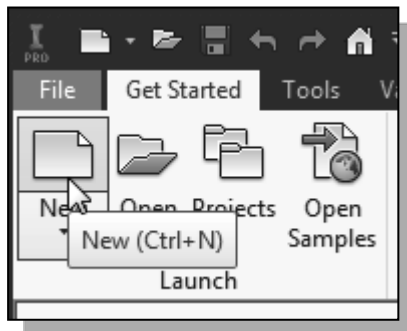 I
PRO
File Get Started Tools
New Open Projects Open Samples
New (Ctrl+N)
Launch